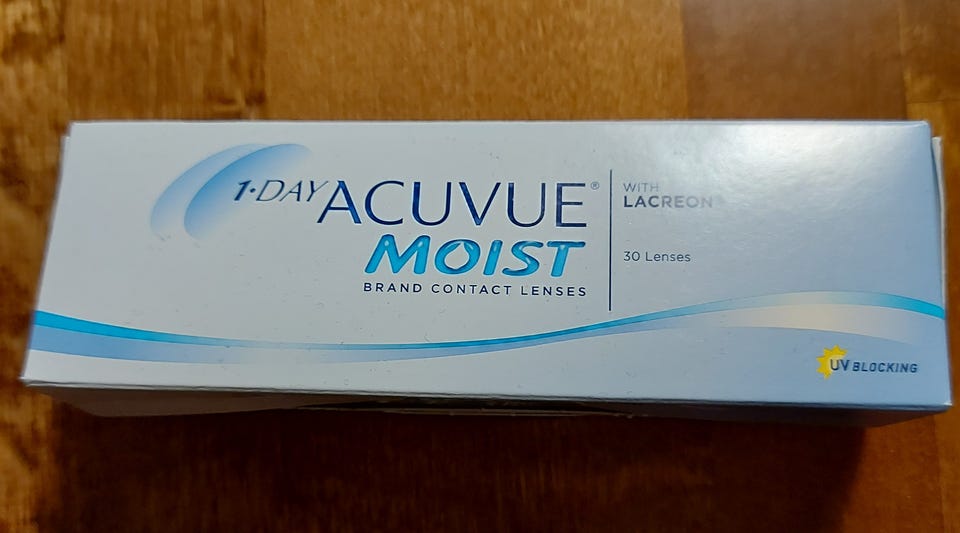 1·DAY ACUVUE®
MOIST
BRAND CONTACT LENSES
WITH
LACREON
30 Lenses
UV BLOCKING